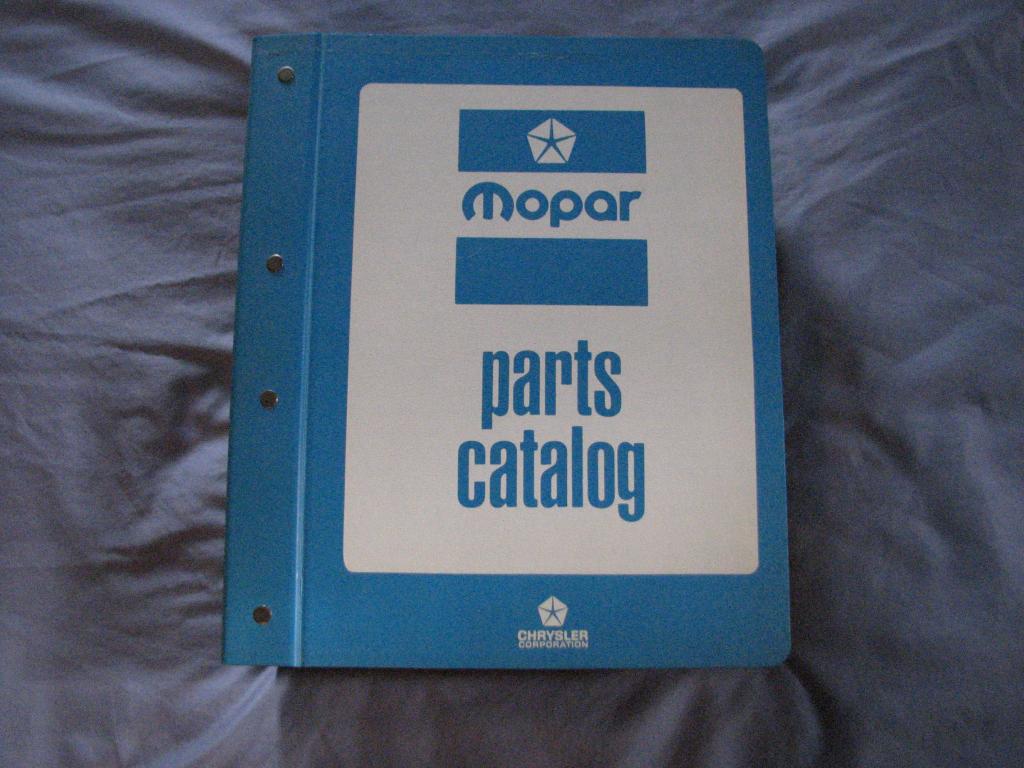 mopar
parts
catalog
CHRYSLER
CORPORATION